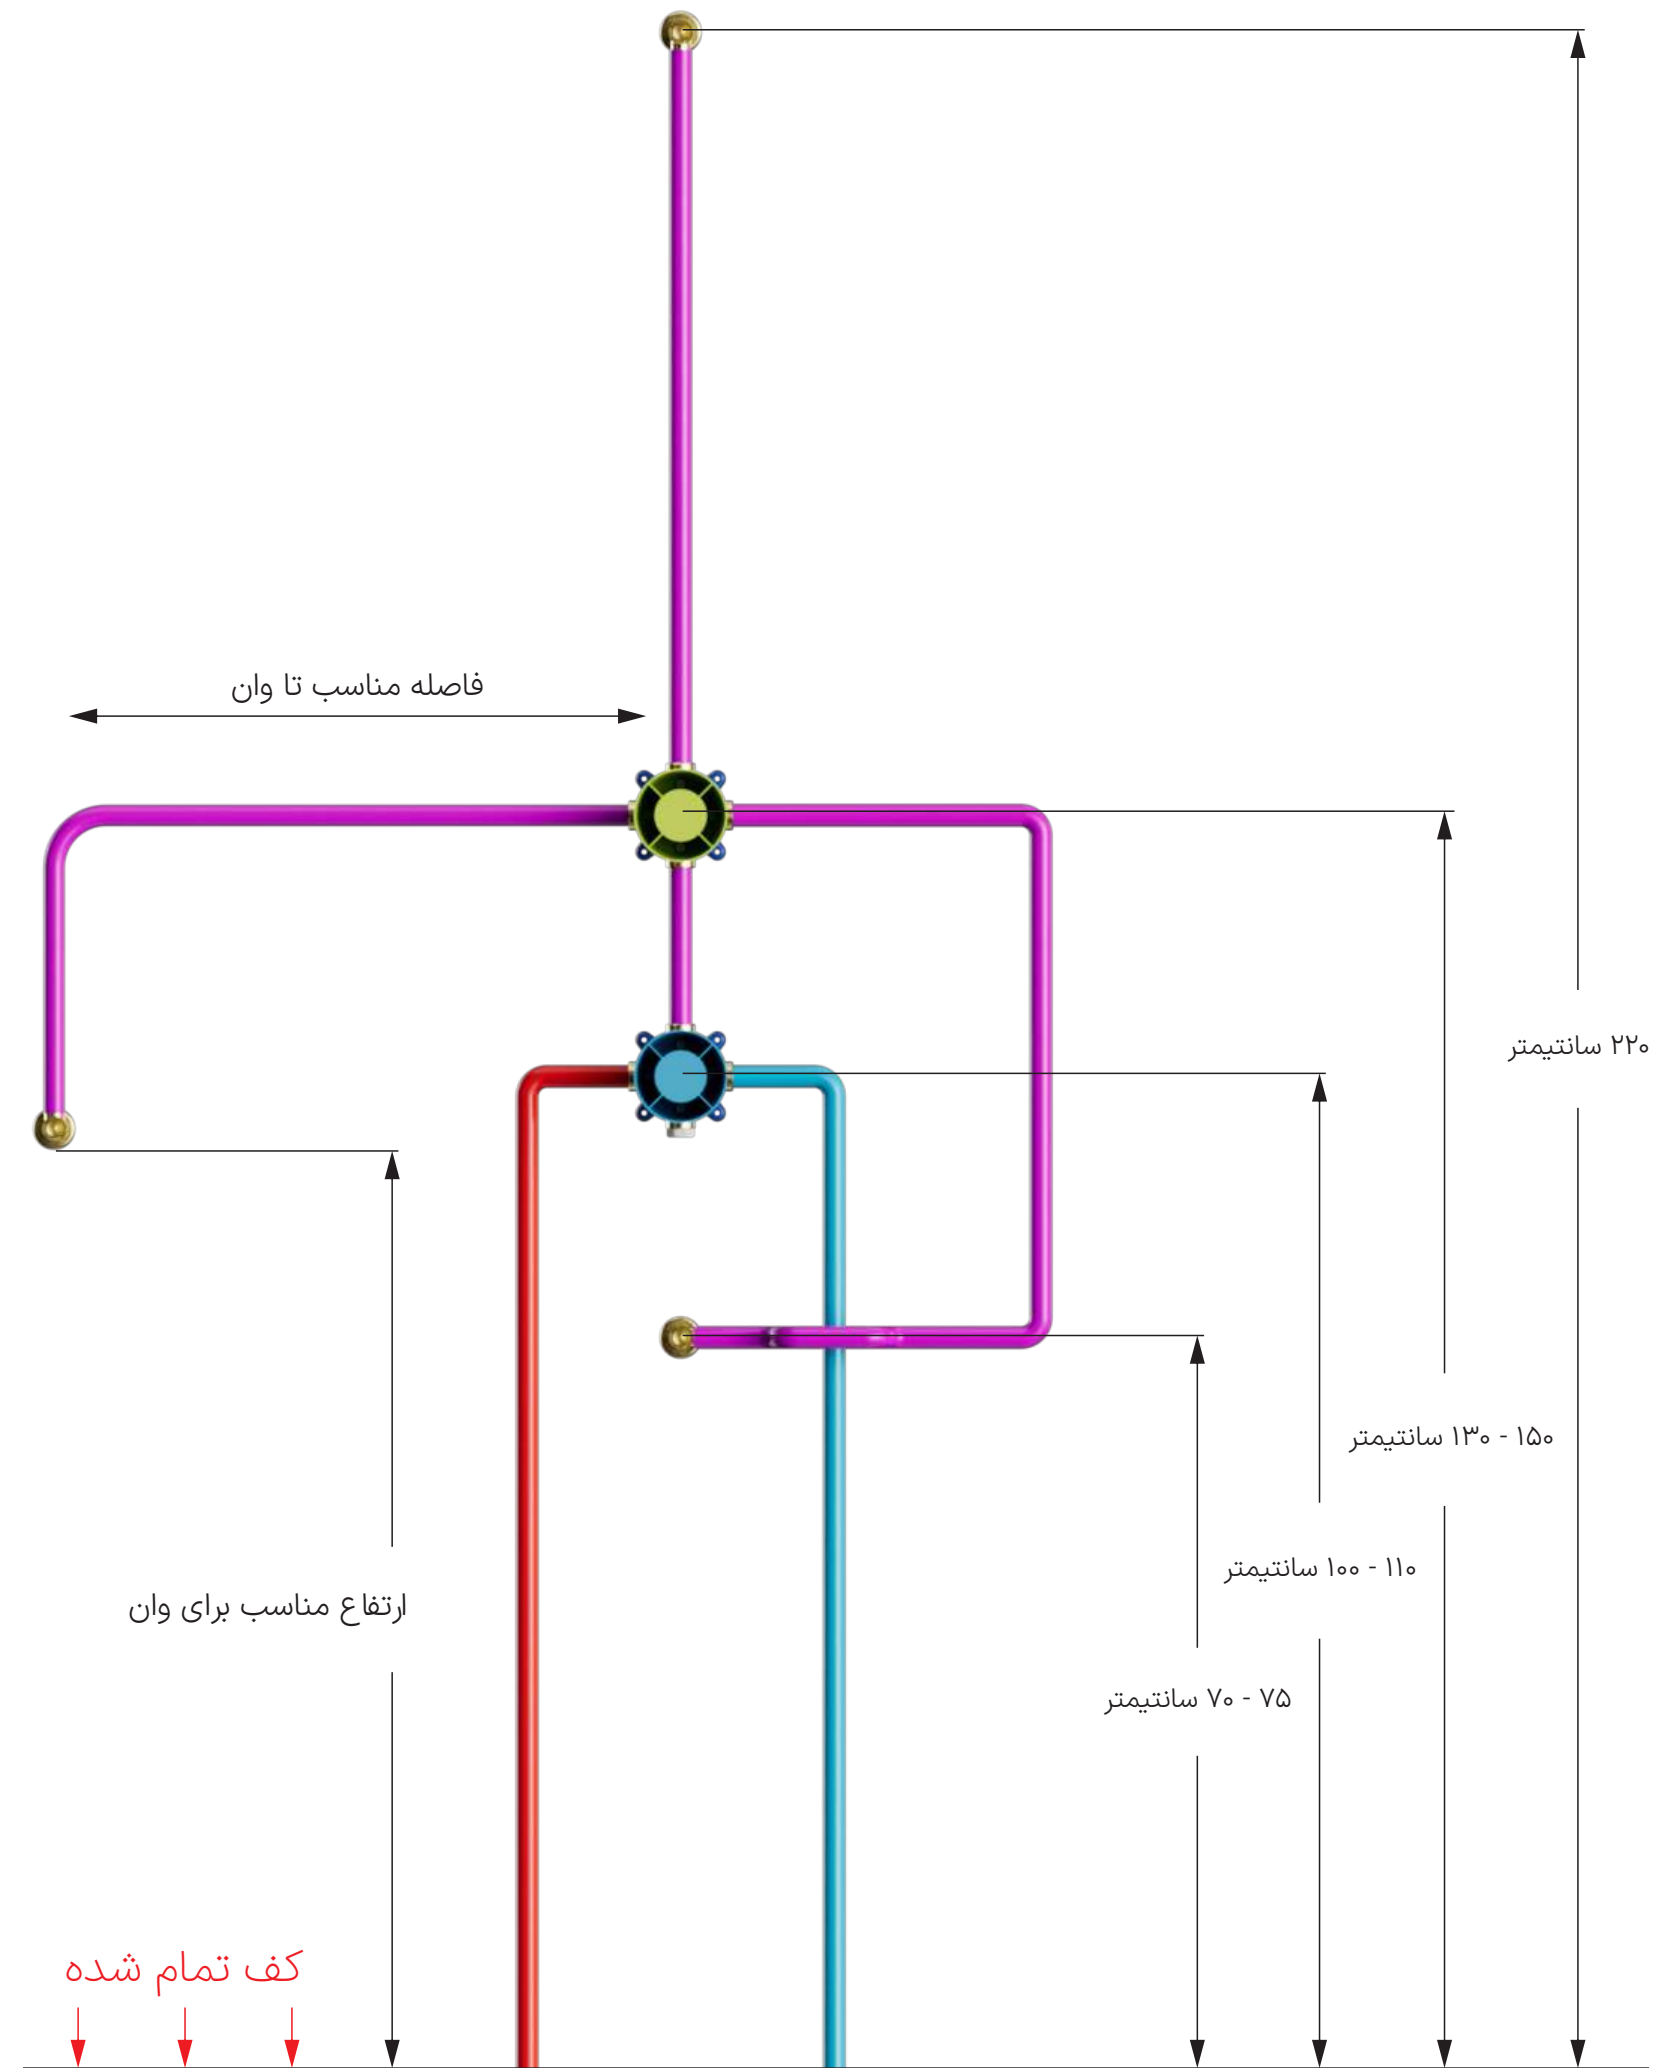 فاصله مناسب تا وان
۲۲۰ سانتیمتر
۱۵۰ - ۱۳۰ سانتیمتر
۱۱۰ - ۱۰۰ سانتیمتر
ارتفاع مناسب برای وان
۷۵ - ۷۰ سانتیمتر
کف تمام شده